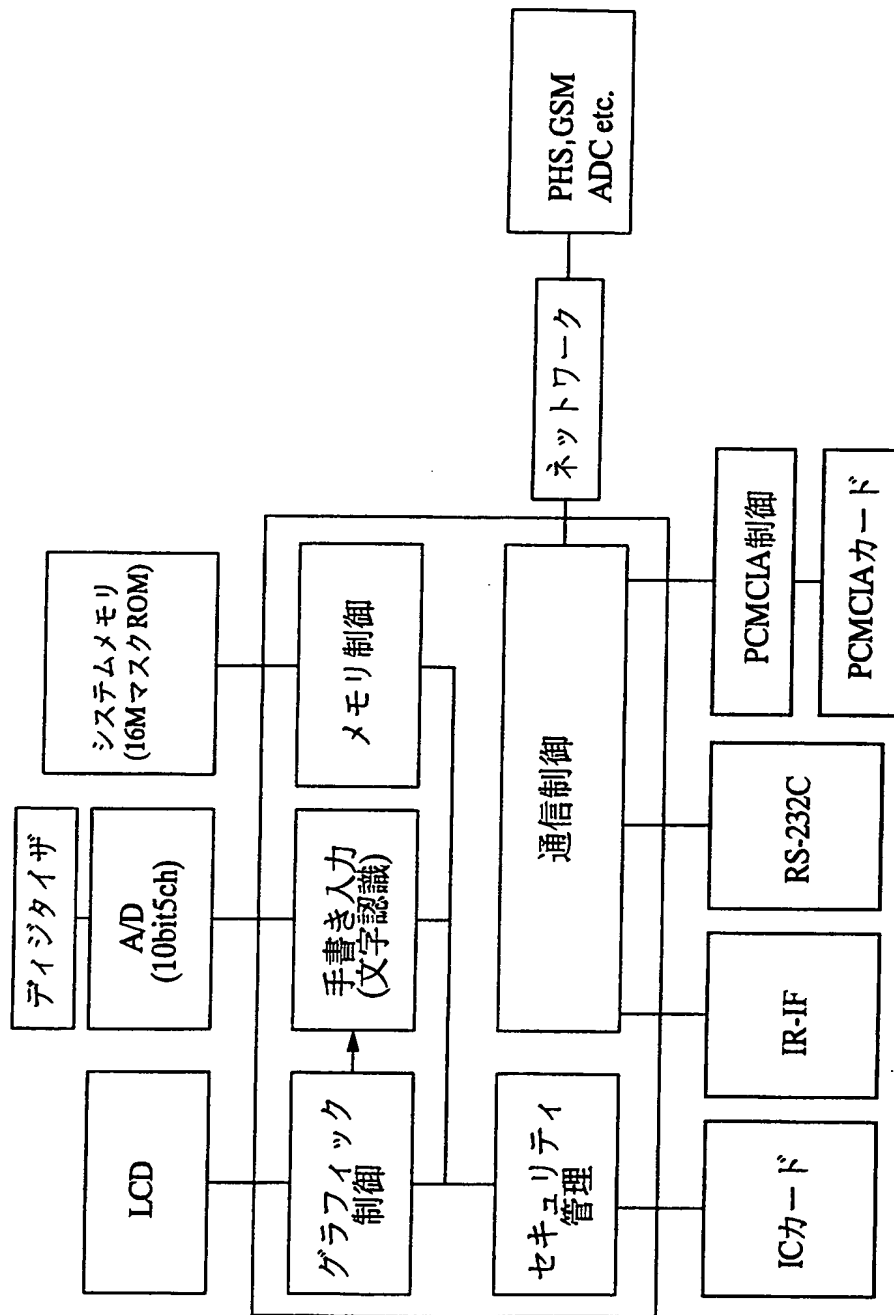 LCD
ディジタイザ
A/D
(10bit5ch)
システムメモリ
(16MマスクROM)
グラフィック
制御
手書き入力
(文字認識)
メモリ制御
セキュリティ
管理
通信制御
ネットワーク
PHS,GSM
ADC etc.
ICカード
IR-IF
RS-232C
PCMCIA制御
PCMCIAカード